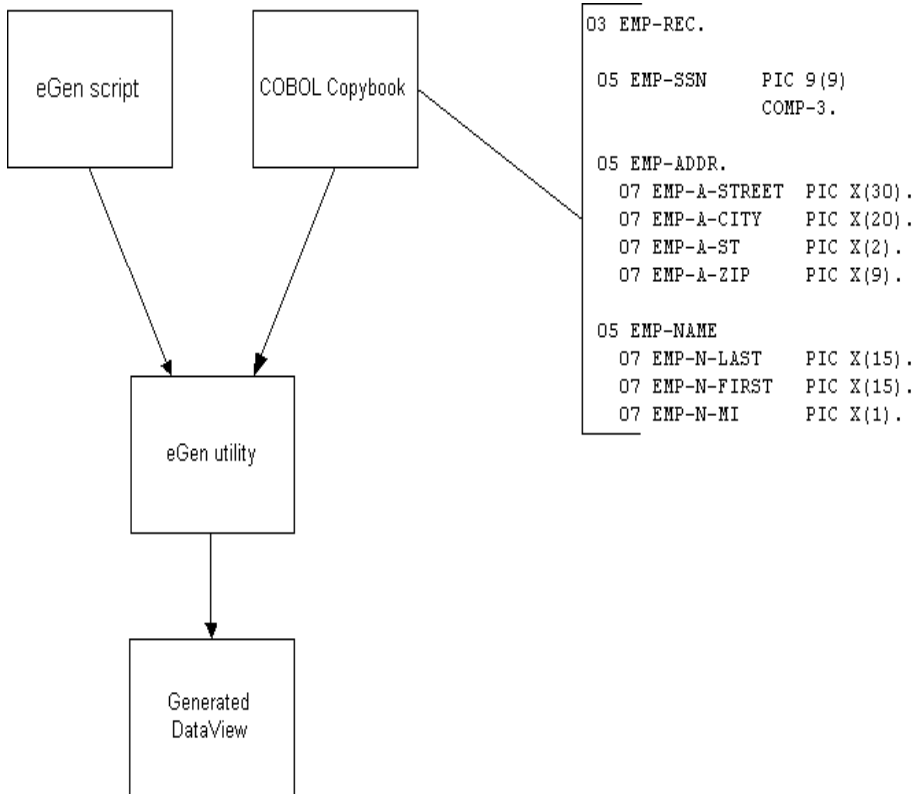 eGen script
COBOL Copybook
03 EMP-REC.
05 EMP-SSN PIC 9(9)
COMP-3.
05 EMP-ADDR.
07 EMP-A-STREET PIC X(30).
07 EMP-A-CITY PIC X(20).
07 EMP-A-ST PIC X(2).
07 EMP-A-ZIP PIC X(9).
05 EMP-NAME
07 EMP-N-LAST PIC X(15).
07 EMP-N-FIRST PIC X(15).
07 EMP-N-MI PIC X(1).
eGen utility
Generated
DataView